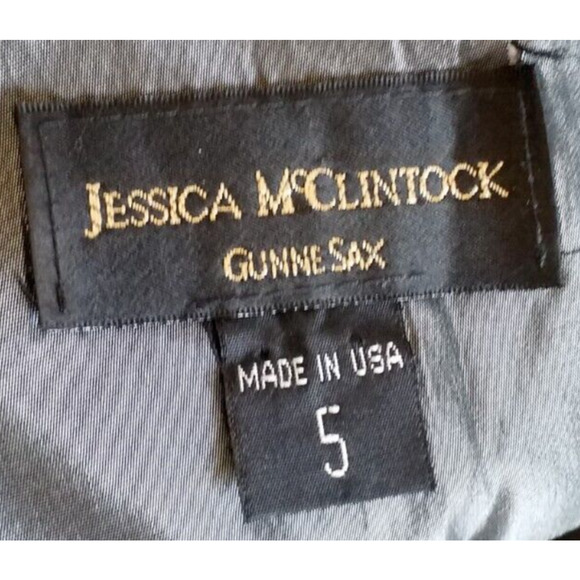 JESSICA McCLINTOCK
GUNNE SAX
MADE IN USA
5